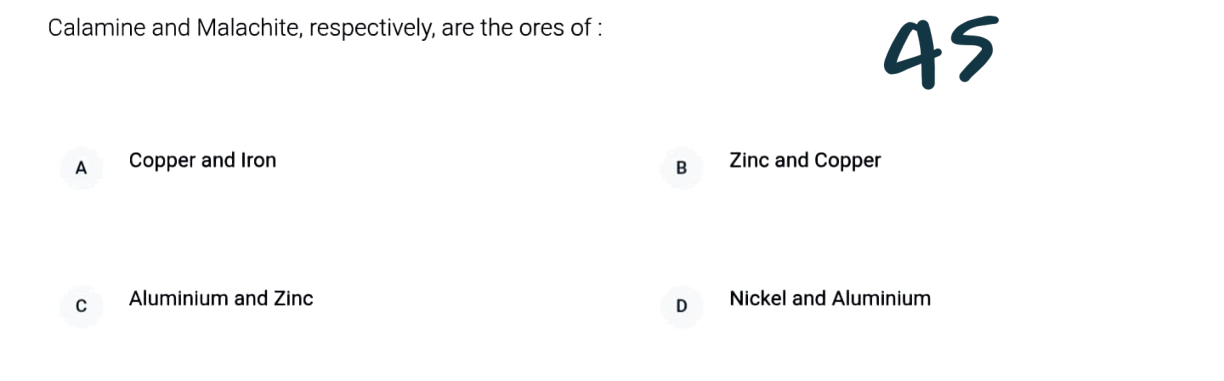 Calamine and Malachite, respectively, are the ores of :
45
A Copper and Iron
B Zinc and Copper
C Aluminium and Zinc
D Nickel and Aluminium